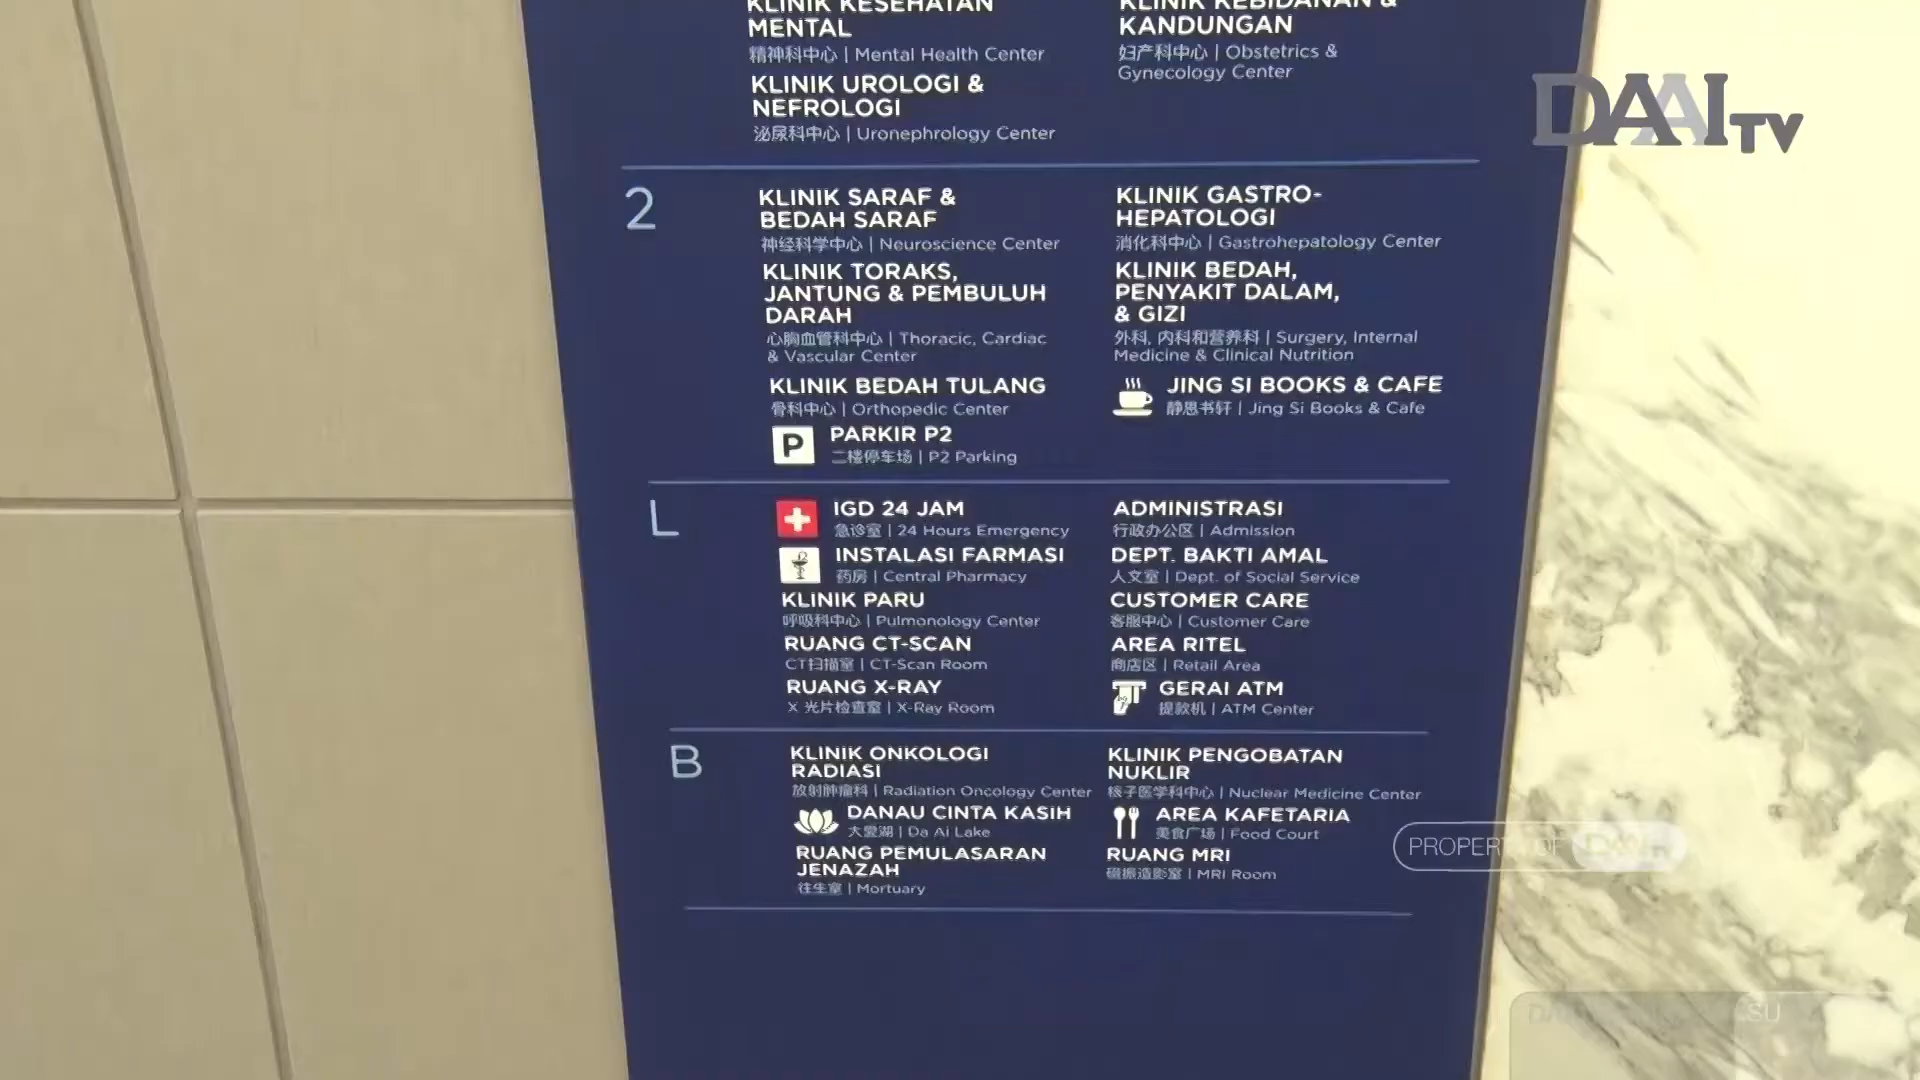 KLINIK KESEHATAN
MENTAL
精神科中心 | Mental Health Center
KLINIK UROLOGI &
NEFROLOGI
泌尿科中心 | Uronephrology Center
KLINIK KEBIDANAN &
KANDUNGAN
妇产科中心 | Obstetrics &
Gynecology Center
DAAI TV
2
KLINIK SARAF &
BEDAH SARAF
神经科学中心 | Neuroscience Center
KLINIK TORAKS,
JANTUNG & PEMBULUH
DARAH
心胸血管科中心 | Thoracic, Cardiac
& Vascular Center
KLINIK BEDAH TULANG
骨科中心 | Orthopedic Center
P
PARKIR P2
二楼停车场 | P2 Parking
KLINIK GASTRO-
HEPATOLOGI
消化科中心 | Gastrohepatology Center
KLINIK BEDAH,
PENYAKIT DALAM,
& GIZI
外科, 内科和营养科 | Surgery, Internal
Medicine & Clinical Nutrition
JING SI BOOKS & CAFE
静思书轩 | Jing Si Books & Cafe
L
IGD 24 JAM
急诊室 | 24 Hours Emergency
INSTALASI FARMASI
药房 | Central Pharmacy
KLINIK PARU
呼吸科中心 | Pulmonology Center
RUANG CT-SCAN
CT扫描室 | CT-Scan Room
RUANG X-RAY
X 光片检查室 | X-Ray Room
ADMINISTRASI
行政办公区 | Admission
DEPT. BAKTI AMAL
人文室 | Dept. of Social Service
CUSTOMER CARE
客服中心 | Customer Care
AREA RITEL
商店区 | Retail Area
GERAI ATM
提款机 | ATM Center
B
KLINIK ONKOLOGI
RADIASI
放射肿瘤科 | Radiation Oncology Center
DANAU CINTA KASIH
大愛湖 | Da Ai Lake
RUANG PEMULASARAN
JENAZAH
往生室 | Mortuary
KLINIK PENGOBATAN
NUKLIR
核子医学科中心 | Nuclear Medicine Center
AREA KAFETARIA
美食广场 | Food Court
RUANG MRI
磁振造影室 | MRI Room
PROPERTY OF DAAI
SU